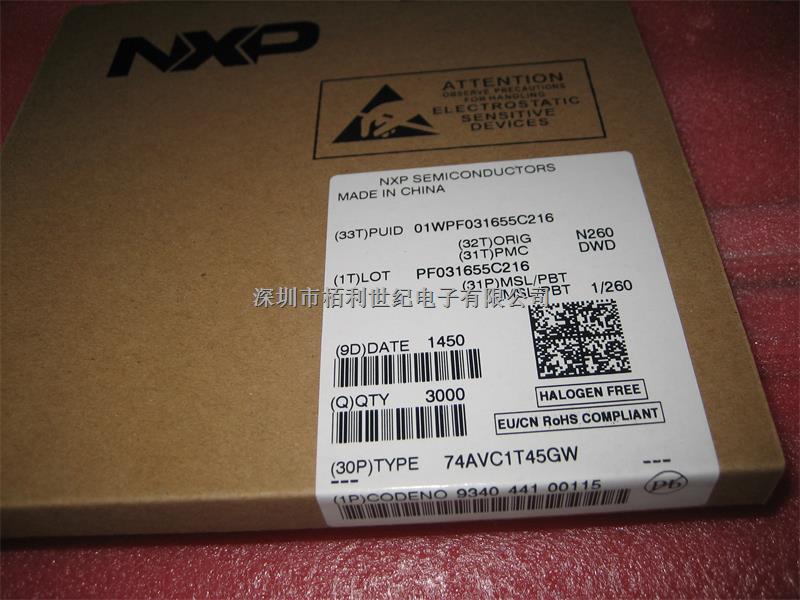 NXP
ATTENTION
OBSERVE PRECAUTIONS
FOR HANDLING
ELECTROSTATIC
SENSITIVE
DEVICES
NXP SEMICONDUCTORS
MADE IN CHINA
(33T)PUID 01WPF031655C216
(32T)ORIG N260
(31T)PMC DWD
(1T)LOT PF031655C216
(31P)MSL/PBT
MSL/PBT 1/260
深圳市栢利世纪电子有限公司
(9D)DATE 1450
(Q)QTY 3000
HALOGEN FREE
EU/CN RoHS COMPLIANT
(30P)TYPE 74AVC1T45GW
--- ---
(1P)CODENO 9340 441 00115
Pb